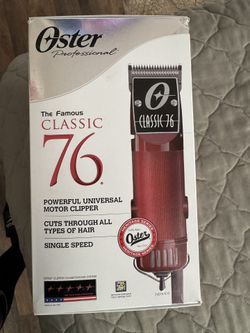 Oster
Professional
The Famous
CLASSIC
76
POWERFUL UNIVERSAL
MOTOR CLIPPER
CUTS THROUGH ALL
TYPES OF HAIR
SINGLE SPEED
CLASSIC 76
Oster